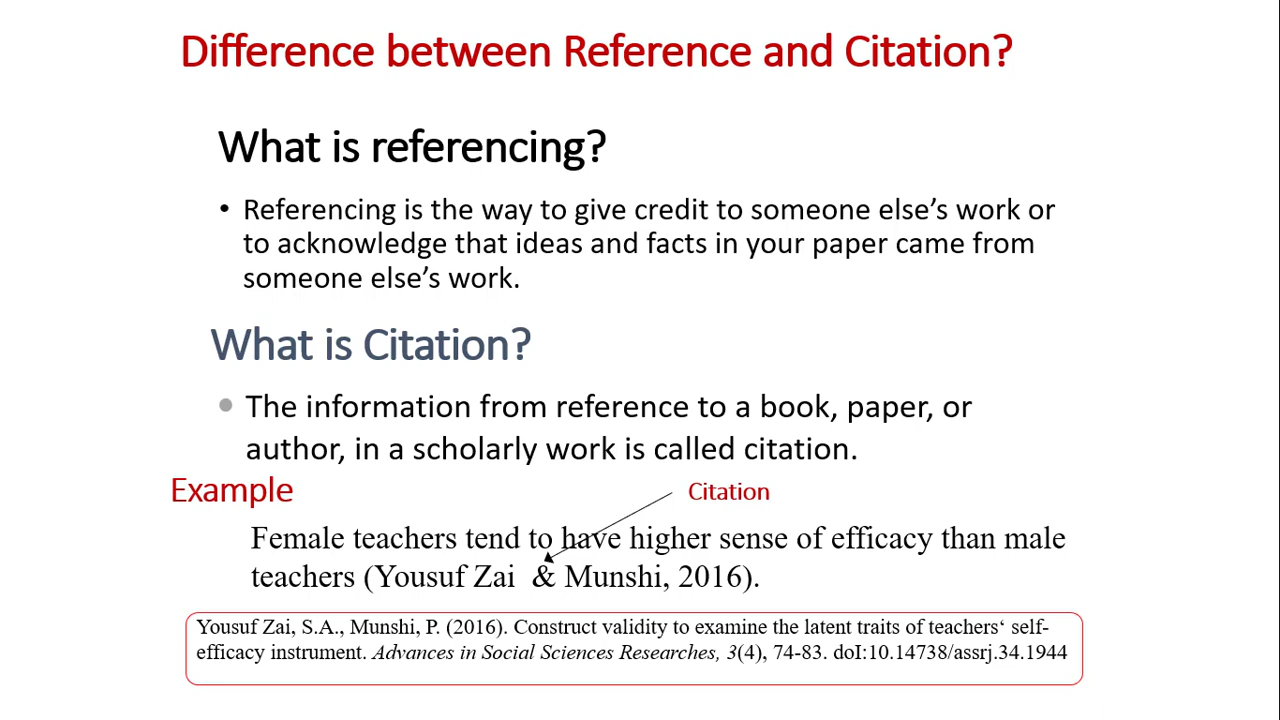 Difference between Reference and Citation?
What is referencing?
• Referencing is the way to give credit to someone else’s work or
to acknowledge that ideas and facts in your paper came from
someone else’s work.
What is Citation?
• The information from reference to a book, paper, or
author, in a scholarly work is called citation.
Example
Citation
Female teachers tend to have higher sense of efficacy than male
teachers (Yousuf Zai & Munshi, 2016).
Yousuf Zai, S.A., Munshi, P. (2016). Construct validity to examine the latent traits of teachers‘ self-
efficacy instrument. Advances in Social Sciences Researches, 3(4), 74-83. doI:10.14738/assrj.34.1944